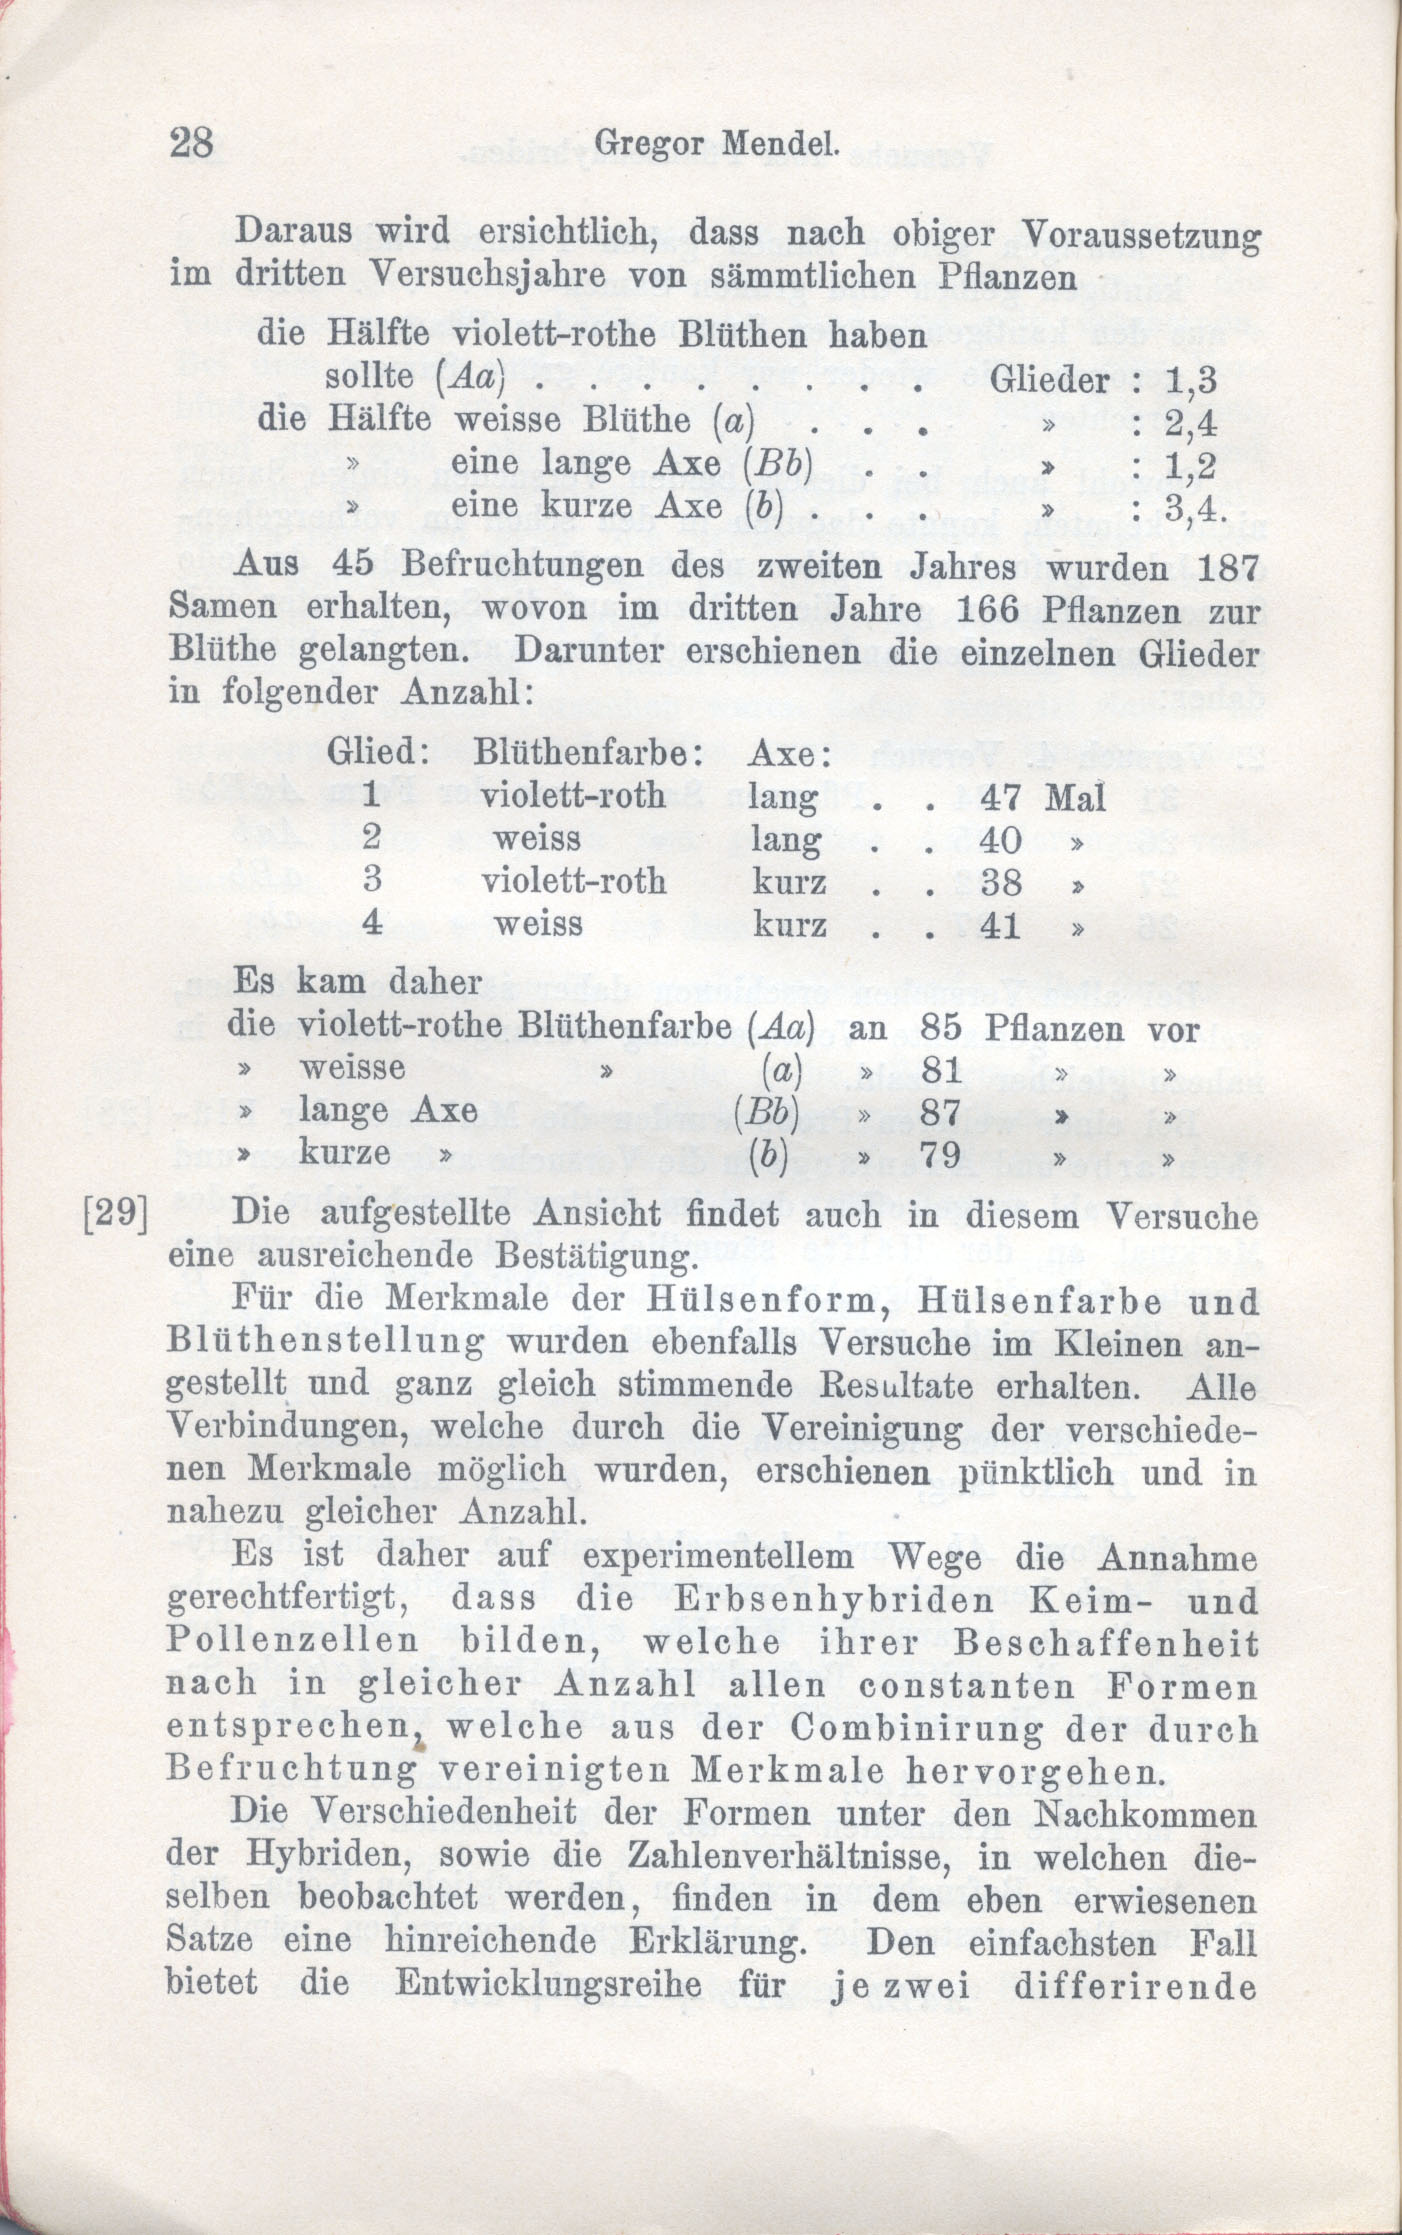 28
Gregor Mendel.
Daraus wird ersichtlich, dass nach obiger Voraussetzung
im dritten Versuchsjahre von sämmtlichen Pflanzen
die Hälfte violett-rothe Blüthen haben
sollte (Aa) . . . . . . . . Glieder : 1,3
die Hälfte weisse Blüthe (a) . . . » : 2,4
» eine lange Axe (Bb) . . » : 1,2
» eine kurze Axe (b) . . . » : 3,4.
Aus 45 Befruchtungen des zweiten Jahres wurden 187
Samen erhalten, wovon im dritten Jahre 166 Pflanzen zur
Blüthe gelangten. Darunter erschienen die einzelnen Glieder
in folgender Anzahl:
Glied: Blüthenfarbe: Axe:
1 violett-roth lang . . 47 Mal
2 weiss lang . . 40 »
3 violett-roth kurz . . 38 »
4 weiss kurz . . 41 »
Es kam daher
die violett-rothe Blüthenfarbe (Aa) an 85 Pflanzen vor
» weisse » (a) » 81 » »
» lange Axe (Bb) » 87 » »
» kurze » (b) » 79 » »
[29] Die aufgestellte Ansicht findet auch in diesem Versuche
eine ausreichende Bestätigung.
Für die Merkmale der Hülsenform, Hülsenfarbe und
Blüthenstellung wurden ebenfalls Versuche im Kleinen an-
gestellt und ganz gleich stimmende Resultate erhalten. Alle
Verbindungen, welche durch die Vereinigung der verschiede-
nen Merkmale möglich wurden, erschienen pünktlich und in
nahezu gleicher Anzahl.
Es ist daher auf experimentellem Wege die Annahme
gerechtfertigt, dass die Erbsenhybriden Keim- und
Pollenzellen bilden, welche ihrer Beschaffenheit
nach in gleicher Anzahl allen constanten Formen
entsprechen, welche aus der Combinirung der durch
Befruchtung vereinigten Merkmale hervorgehen.
Die Verschiedenheit der Formen unter den Nachkommen
der Hybriden, sowie die Zahlenverhältnisse, in welchen die-
selben beobachtet werden, finden in dem eben erwiesenen
Satze eine hinreichende Erklärung. Den einfachsten Fall
bietet die Entwicklungsreihe für je zwei differirende